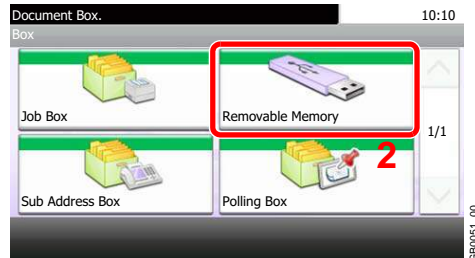 Document Box.
10:10
Box
Job Box
Removable Memory
1/1
2
Sub Address Box
Polling Box